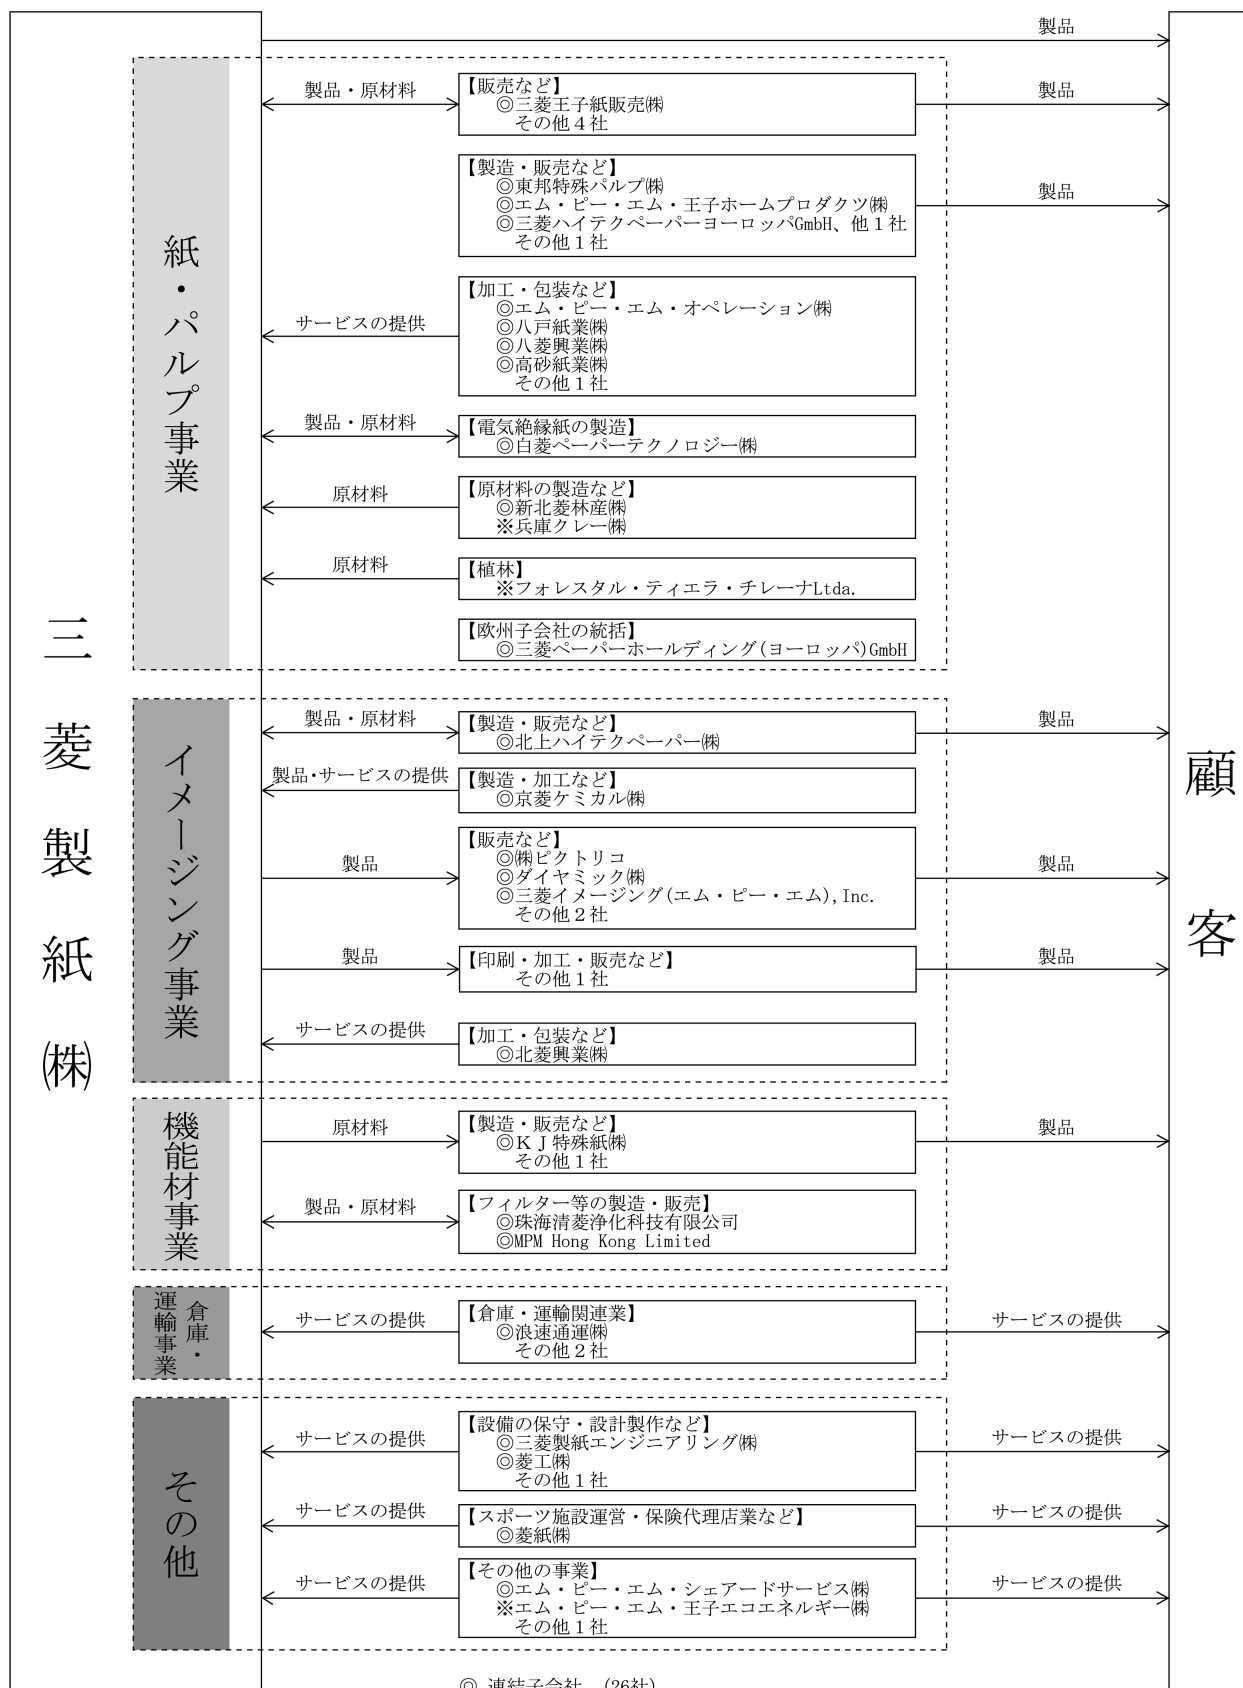 三菱製紙㈱
顧客
製品
紙・パルプ事業
製品・原材料
【販売など】
◎三菱王子紙販売㈱
その他４社
製品
【製造・販売など】
◎東邦特殊パルプ㈱
◎エム・ピー・エム・王子ホームプロダクツ㈱
◎三菱ハイテクペーパーヨーロッパGmbH、他１社
その他１社
製品
サービスの提供
【加工・包装など】
◎エム・ピー・エム・オペレーション㈱
◎八戸紙業㈱
◎八菱興業㈱
◎高砂紙業㈱
その他１社
製品・原材料
【電気絶縁紙の製造】
◎白菱ペーパーテクノロジー㈱
原材料
【原材料の製造など】
◎新北菱林産㈱
※兵庫クレー㈱
原材料
【植林】
※フォレスタル・ティエラ・チレーナLtda.
【欧州子会社の統括】
◎三菱ペーパーホールディング(ヨーロッパ)GmbH
イメージング事業
製品・原材料
【製造・販売など】
◎北上ハイテクペーパー㈱
製品
製品･サービスの提供
【製造・加工など】
◎京菱ケミカル㈱
製品
【販売など】
◎㈱ピクトリコ
◎ダイヤミック㈱
◎三菱イメージング(エム・ピー・エム),Inc.
その他２社
製品
製品
【印刷・加工・販売など】
その他１社
製品
サービスの提供
【加工・包装など】
◎北菱興業㈱
機能材事業
原材料
【製造・販売など】
◎ＫＪ特殊紙㈱
その他１社
製品
製品・原材料
【フィルター等の製造・販売】
◎珠海清菱浄化科技有限公司
◎MPM Hong Kong Limited
倉庫・
運輸事業
サービスの提供
【倉庫・運輸関連業】
◎浪速通運㈱
その他２社
サービスの提供
その他
サービスの提供
【設備の保守・設計製作など】
◎三菱製紙エンジニアリング㈱
◎菱工㈱
その他１社
サービスの提供
サービスの提供
【スポーツ施設運営・保険代理店業など】
◎菱紙㈱
サービスの提供
サービスの提供
【その他の事業】
◎エム・ピー・エム・シェアードサービス㈱
※エム・ピー・エム・王子エコエネルギー㈱
その他１社
サービスの提供
◎ 連結子会社 (26社)